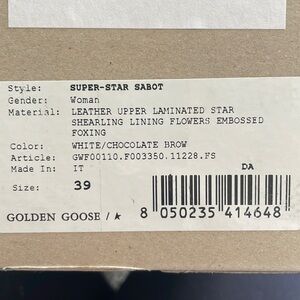 Style: SUPER-STAR SABOT
Gender: Woman
Material: LEATHER UPPER LAMINATED STAR
SHEARLING LINING FLOWERS EMBOSSED
FOXING
Color: WHITE/CHOCOLATE BROW
Article: GWF00110.F003350.11228.FS
Made In: IT
DA
Size: 39
GOLDEN GOOSE /
8 050235 414648